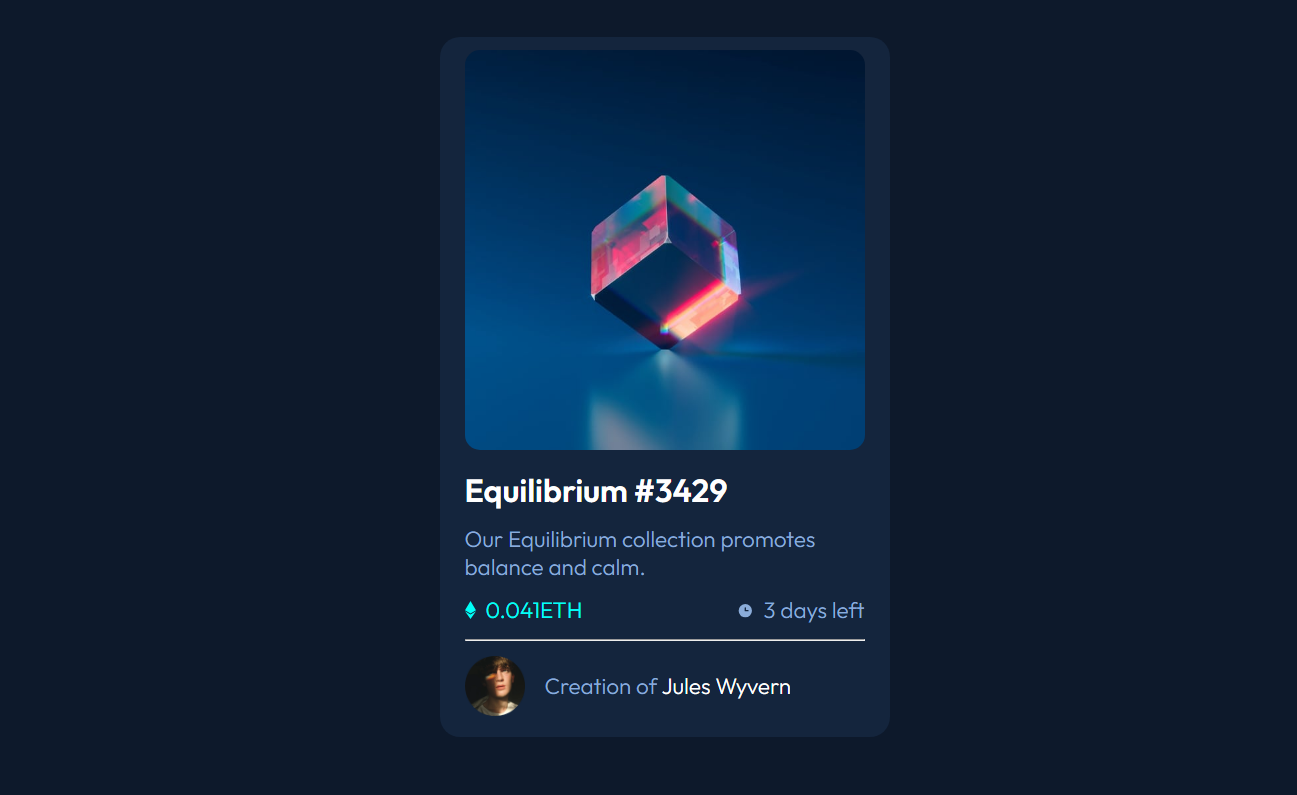 Equilibrium #3429
Our Equilibrium collection promotes
balance and calm.
0.041ETH
3 days left
Creation of Jules Wyvern